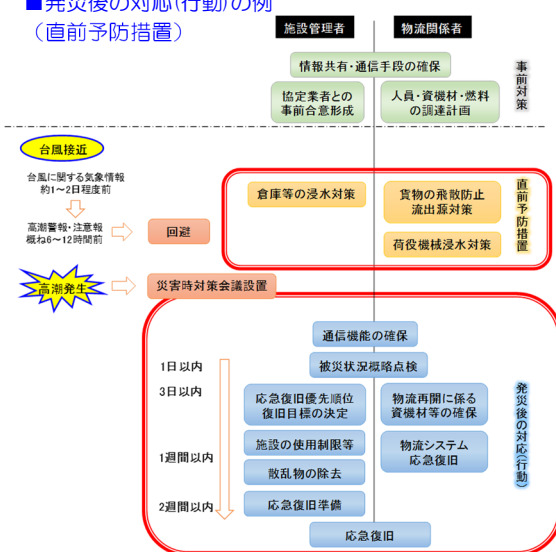 ■発災後の対応(行動)の例
（直前予防措置）
施設管理者
物流関係者
情報共有・通信手段の確保
協定業者との
事前合意形成
人員・資機材・燃料
の調達計画
事前対策
台風接近
台風に関する気象情報
約1～2日程度前
高潮警報・注意報
概ね6～12時間前
回避
倉庫等の浸水対策
貨物の飛散防止
流出源対策
荷役機械浸水対策
直前予防措置
高潮発生
災害時対策会議設置
通信機能の確保
1日以内
被災状況概略点検
3日以内
応急復旧優先順位
復旧目標の決定
物流再開に係る
資機材等の確保
施設の使用制限等
物流システム
応急復旧
1週間以内
散乱物の除去
2週間以内
応急復旧準備
応急復旧
発災後の対応(行動)